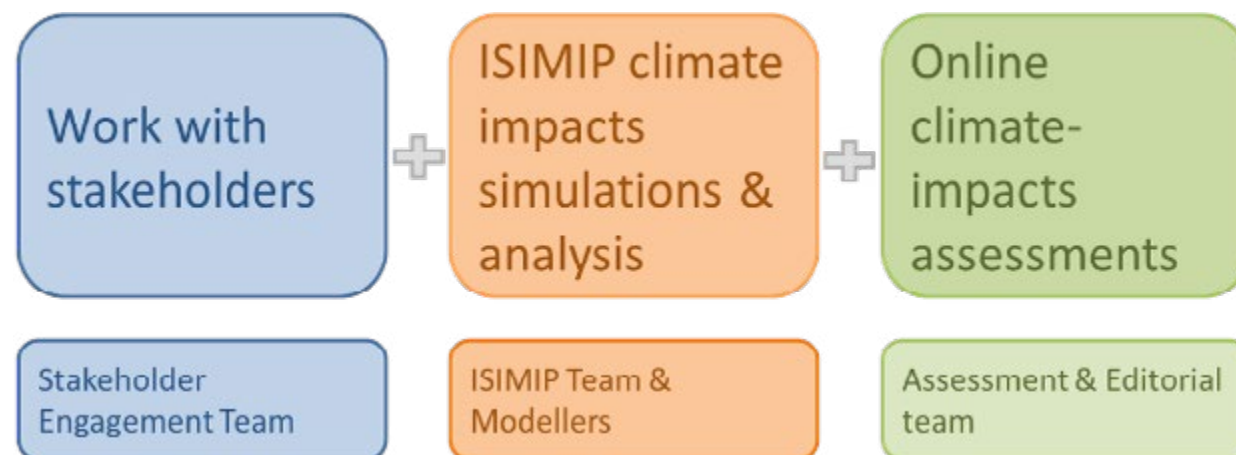 Work with
stakeholders
ISIMIP climate
impacts
simulations &
analysis
Online
climate-
impacts
assessments
Stakeholder
Engagement Team
ISIMIP Team &
Modellers
Assessment & Editorial
team